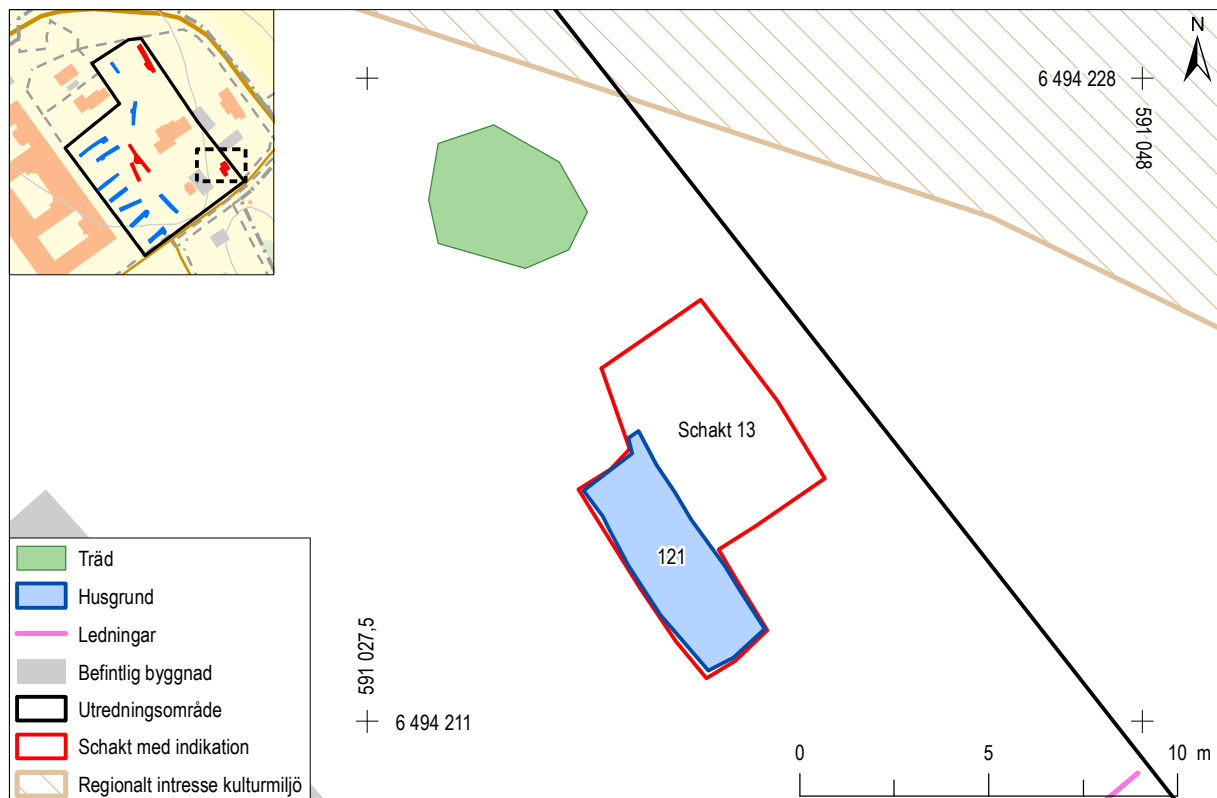 N
6 494 228
591 048
Schakt 13
121
Träd
Husgrund
Ledningar
Befintlig byggnad
Utredningsområde
Schakt med indikation
Regionalt intresse kulturmiljö
591 027,5
6 494 211
0 5 10 m